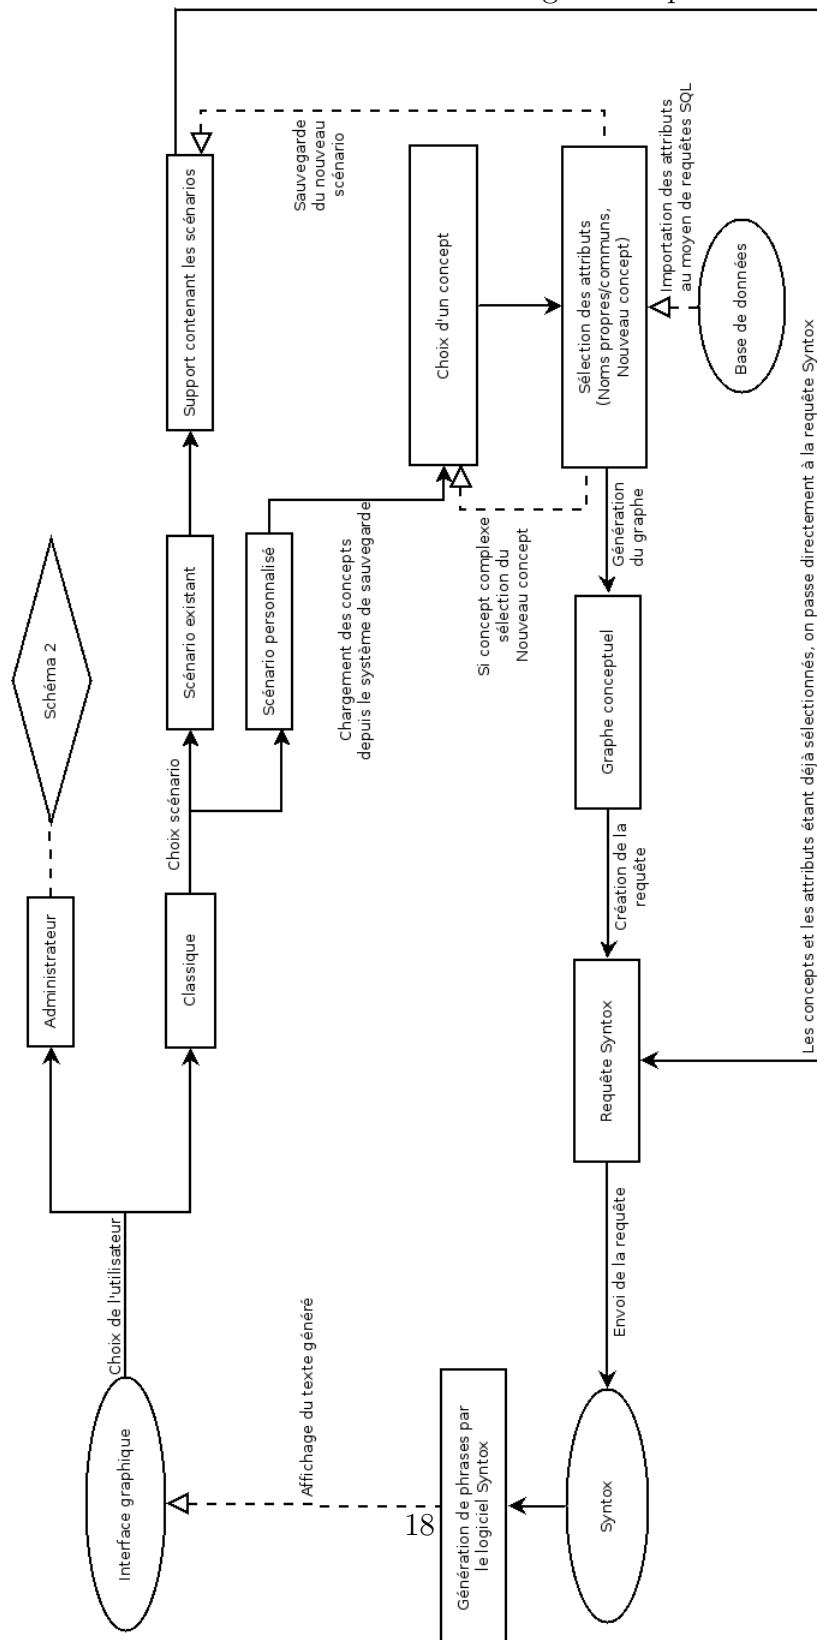 Interface graphique
Choix de l'utilisateur
Administrateur
Schéma 2
Classique
Choix scénario
Scénario existant
Support contenant les scénarios
Scénario personnalisé
Chargement des concepts
depuis le système de sauvegarde
Sauvegarde
du nouveau
scénario
Choix d'un concept
Si concept complexe
sélection du
Nouveau concept
Sélection des attributs
(Noms propres/communs,
Nouveau concept)
Importation des attributs
au moyen de requêtes SQL
Base de données
Génération
du graphe
Graphe conceptuel
Création de la
requête
Requête Syntox
Les concepts et les attributs étant déjà sélectionnés, on passe directement à la requête Syntox
Envoi de la requête
Syntox
Génération de phrases par
le logiciel Syntox
Affichage du texte généré
18